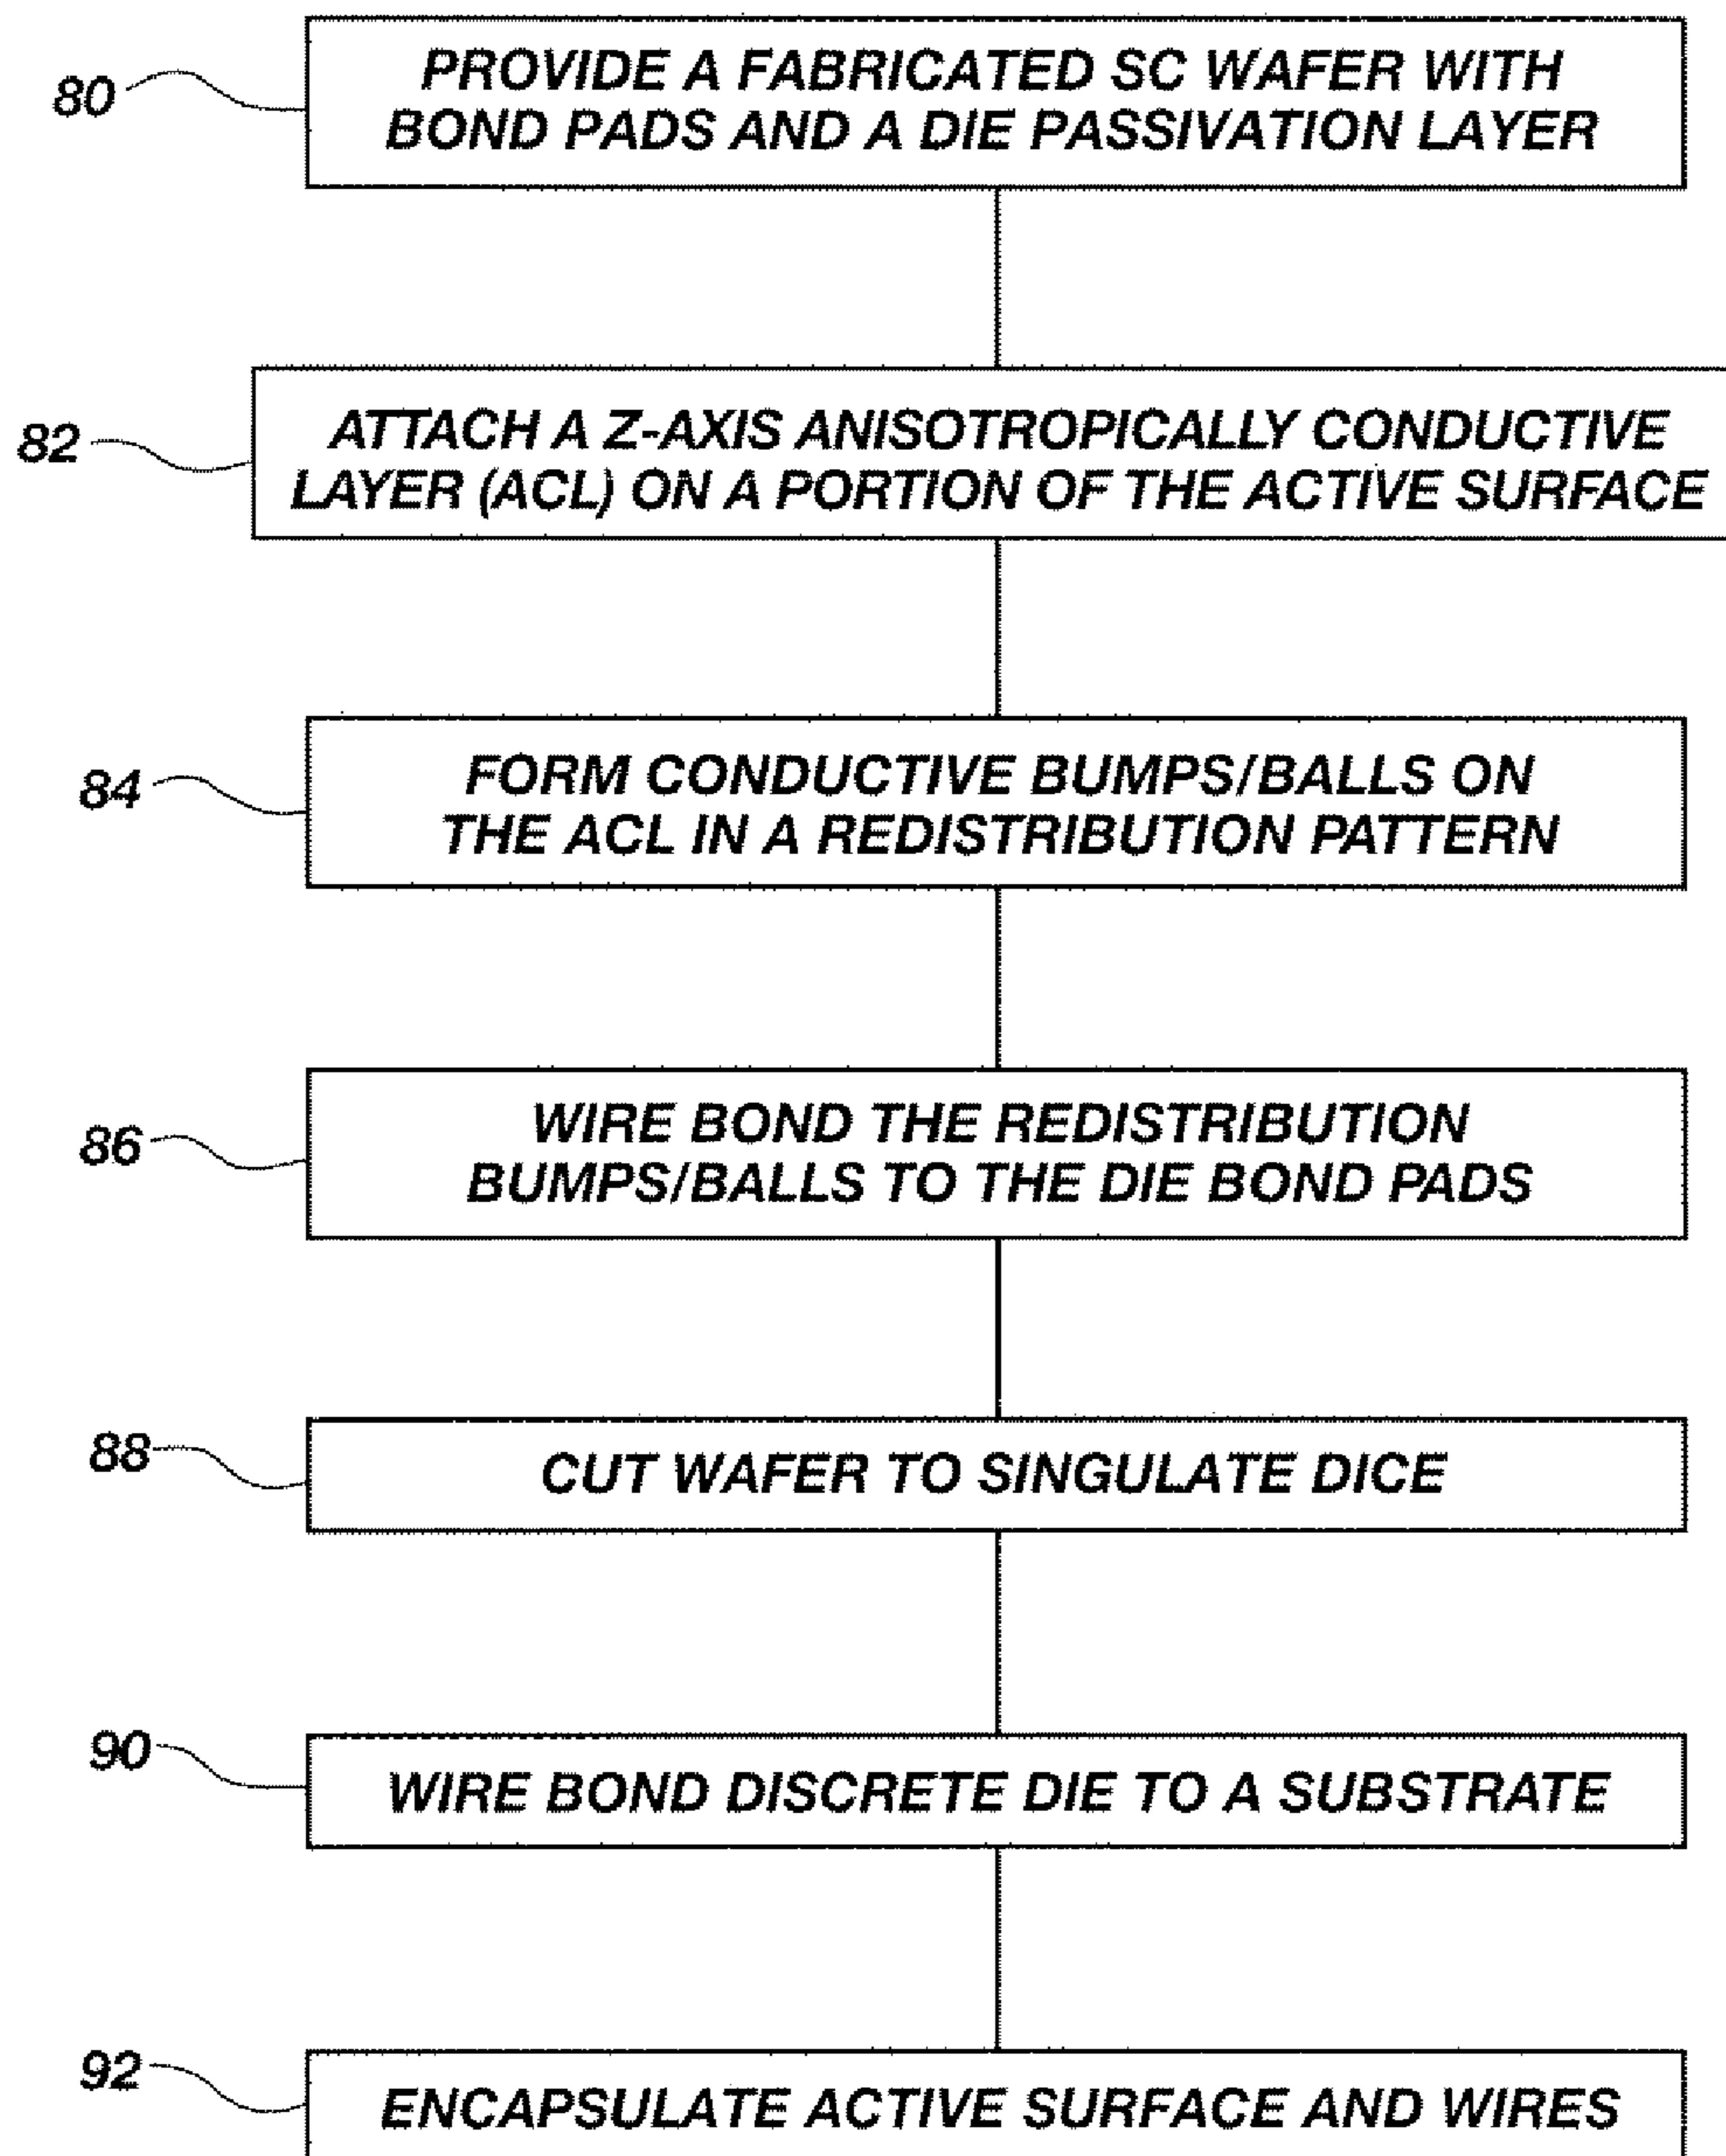 80
PROVIDE A FABRICATED SC WAFER WITH
BOND PADS AND A DIE PASSIVATION LAYER
82
ATTACH A Z-AXIS ANISOTROPICALLY CONDUCTIVE
LAYER (ACL) ON A PORTION OF THE ACTIVE SURFACE
84
FORM CONDUCTIVE BUMPS/BALLS ON
THE ACL IN A REDISTRIBUTION PATTERN
86
WIRE BOND THE REDISTRIBUTION
BUMPS/BALLS TO THE DIE BOND PADS
88
CUT WAFER TO SINGULATE DICE
90
WIRE BOND DISCRETE DIE TO A SUBSTRATE
92
ENCAPSULATE ACTIVE SURFACE AND WIRES